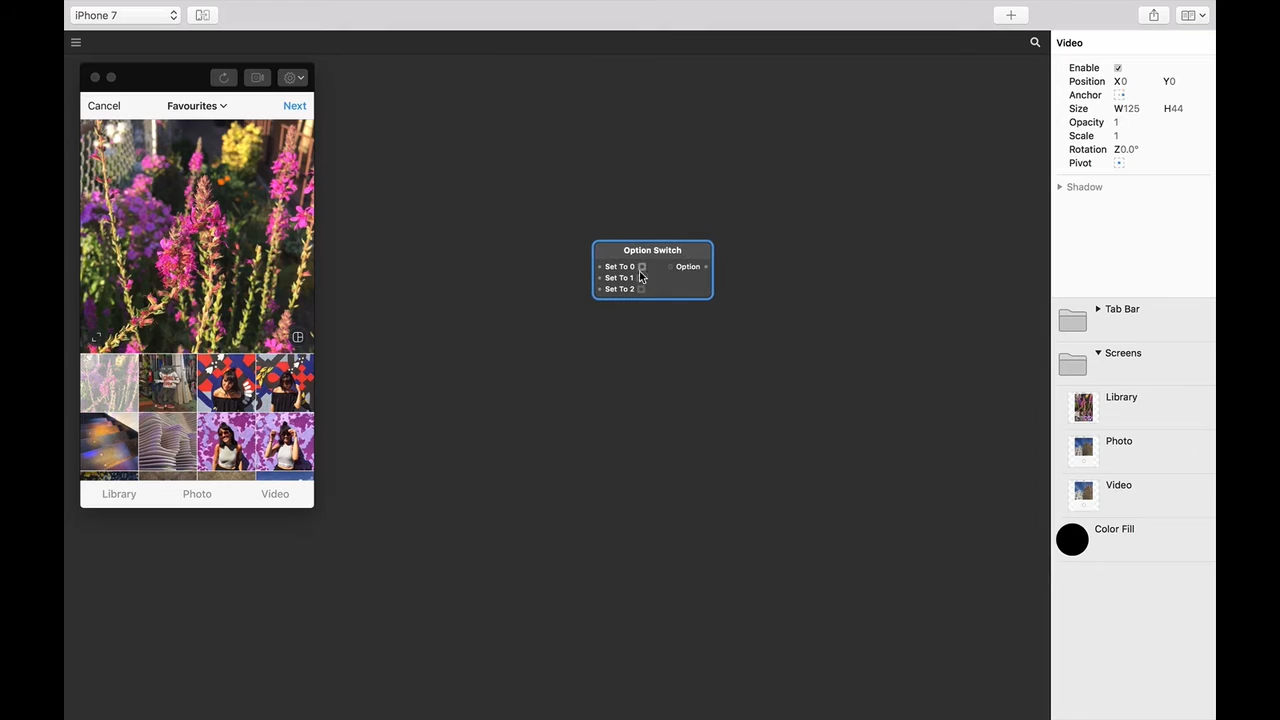 iPhone 7
Cancel
Favourites
Next
Library
Photo
Video
Option Switch
Set To 0
Option
Set To 1
Set To 2
Video
Enable
Position X0 Y0
Anchor
Size W125 H44
Opacity 1
Scale 1
Rotation Z0.0°
Pivot
Shadow
Tab Bar
Screens
Library
Photo
Video
Color Fill